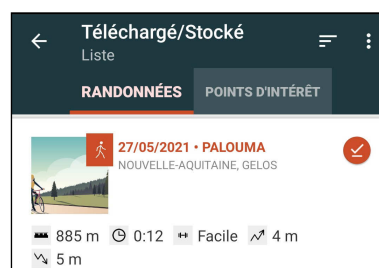 Téléchargé/Stocké
Liste
RANDONNÉES POINTS D'INTÉRÊT
27/05/2021 • PALOUMA
NOUVELLE-AQUITAINE, GELOS
885 m 0:12 Facile 4 m
5 m